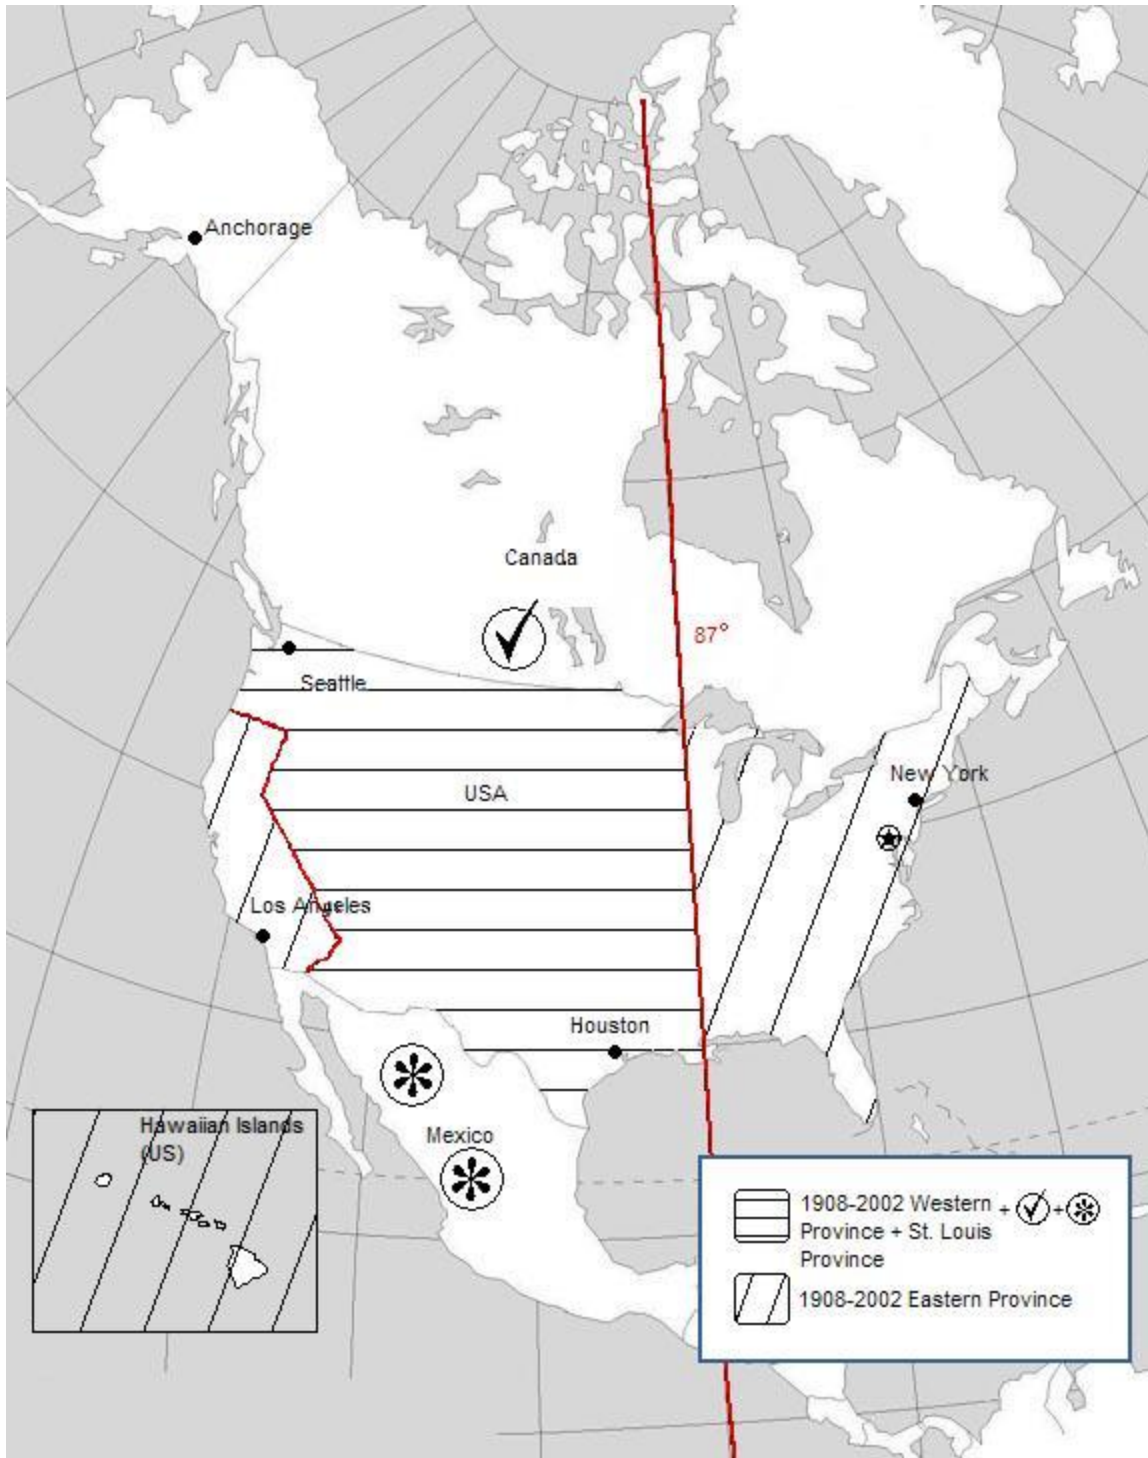 Anchorage
Canada
87°
Seattle
New York
USA
Los Angeles
Houston
Mexico
Hawaiian Islands
(US)
1908-2002 Western + +
Province + St. Louis
Province
1908-2002 Eastern Province